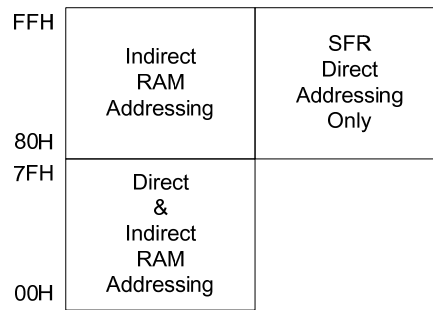 FFH
Indirect
RAM
Addressing
SFR
Direct
Addressing
Only
80H
7FH
Direct
&
Indirect
RAM
Addressing
00H